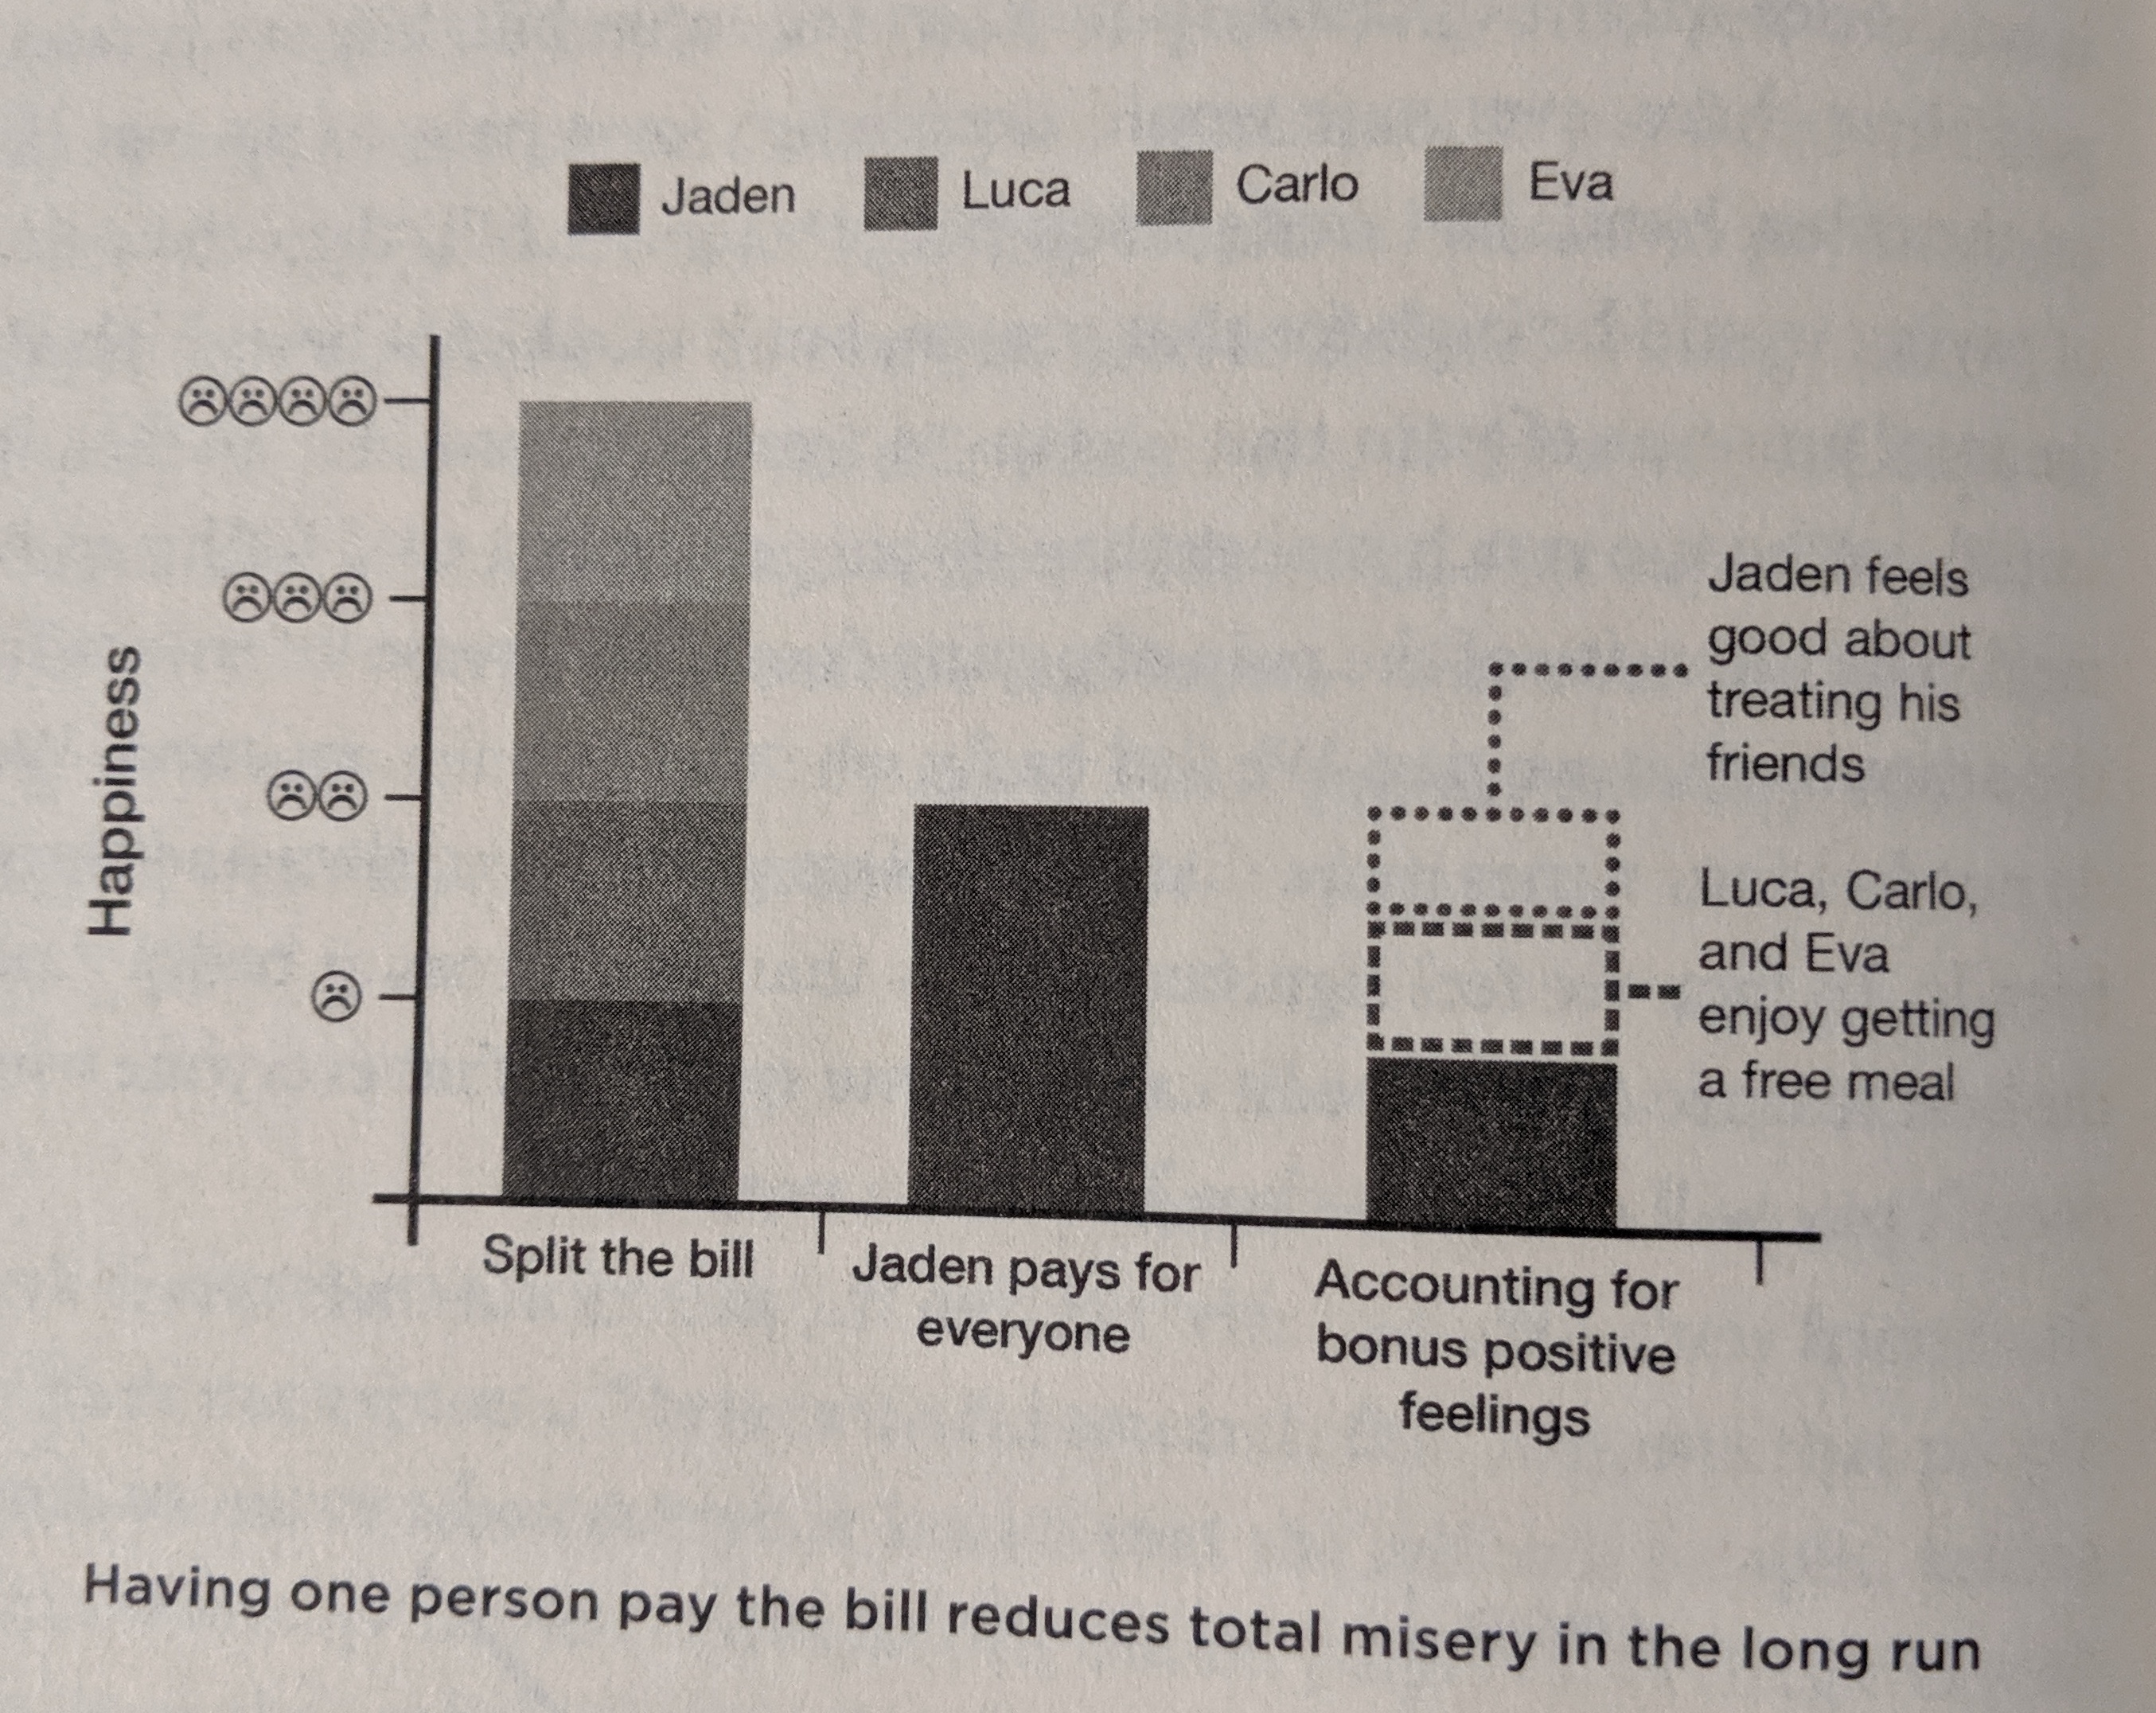 Jaden Luca Carlo Eva
Happiness
Jaden feels
good about
treating his
friends
Luca, Carlo,
and Eva
enjoy getting
a free meal
Split the bill
Jaden pays for
everyone
Accounting for
bonus positive
feelings
Having one person pay the bill reduces total misery in the long run